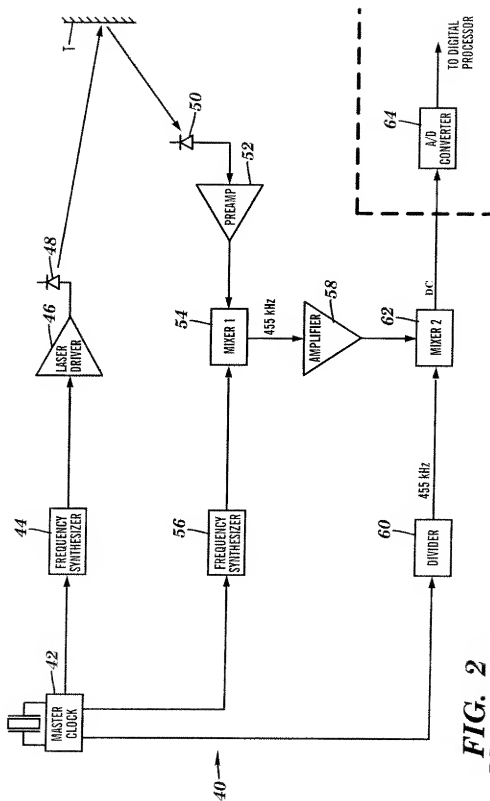 T
48
50
46
LASER
DRIVER
52
PREAMP
44
FREQUENCY
SYNTHESIZER
54
MIXER 1
56
FREQUENCY
SYNTHESIZER
455 kHz
AMPLIFIER
58
42
MASTER
CLOCK
60
DIVIDER
455 kHz
62
MIXER 2
DC
64
A/D
CONVERTER
TO DIGITAL
PROCESSOR
40
FIG. 2